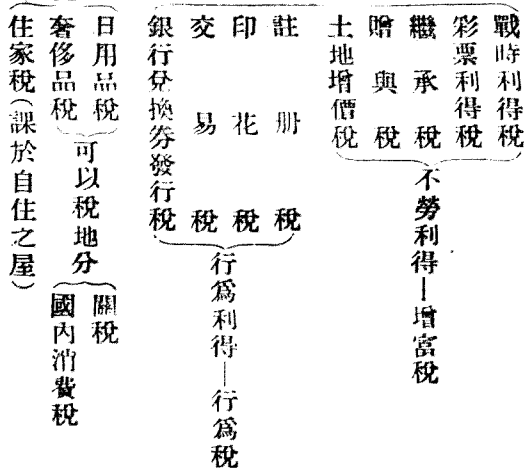 戰時利得稅
彩票利得稅
繼承稅
贈與稅
土地增價稅
不勞利得—增富稅
註冊稅
印花稅
交易稅
銀行兌換券發行稅
行爲利得—行爲稅
日用品稅
奢侈品稅
可以稅地分
關稅
國內消費稅
住家稅(課於自住之屋)